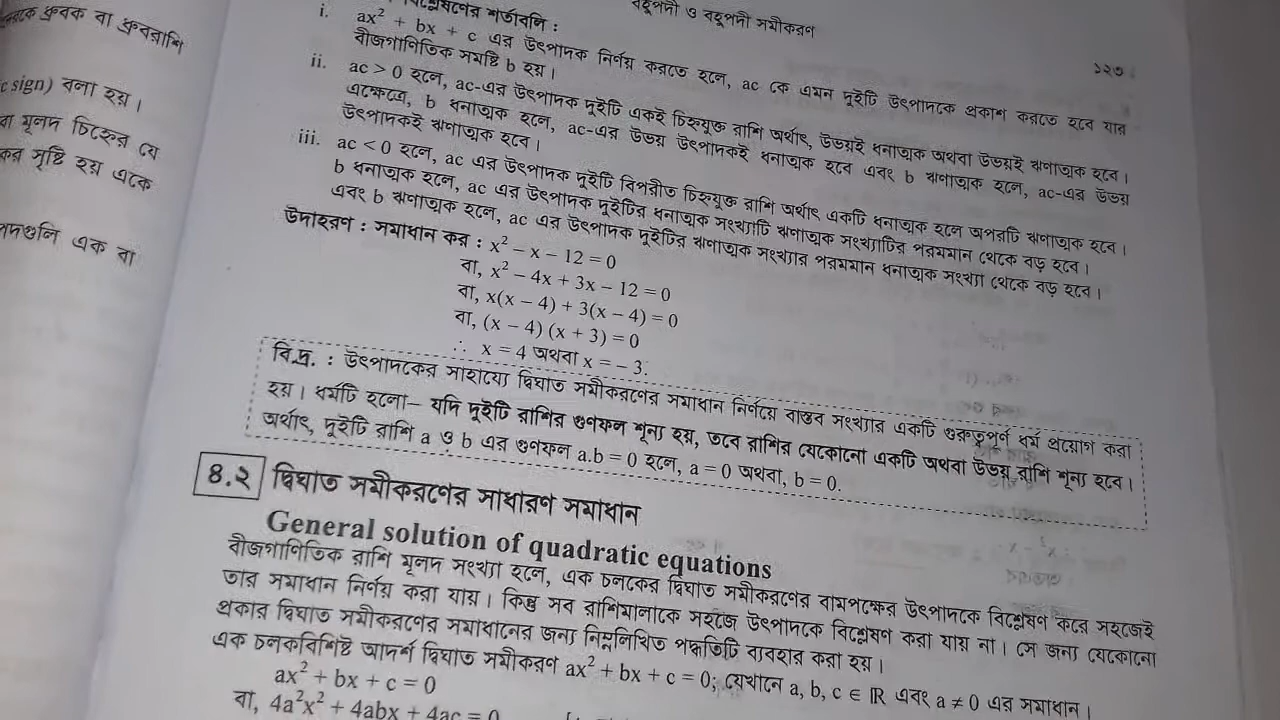 বহুপদী ও বহুপদী সমীকরণ
১২৩
শর্তাবলি :
i. ax² + bx + c এর উৎপাদক নির্ণয় করতে হলে, ac কে এমন দুইটি উৎপাদকে প্রকাশ করতে হবে যার
বীজগাণিতিক সমষ্টি b হয়।
ii. ac > 0 হলে, ac-এর উৎপাদক দুইটি একই চিহ্নযুক্ত রাশি অর্থাৎ, উভয়ই ধনাত্মক অথবা উভয়ই ঋণাত্মক হবে।
এক্ষেত্রে, b ধনাত্মক হলে, ac-এর উভয় উৎপাদকই ধনাত্মক হবে এবং b ঋণাত্মক হলে, ac-এর উভয়
উৎপাদকই ঋণাত্মক হবে।
iii. ac < 0 হলে, ac এর উৎপাদক দুইটি বিপরীত চিহ্নযুক্ত রাশি অর্থাৎ একটি ধনাত্মক হলে অপরটি ঋণাত্মক হবে।
b ধনাত্মক হলে, ac এর উৎপাদক দুইটির ধনাত্মক সংখ্যাটি ঋণাত্মক সংখ্যাটির পরমমান থেকে বড় হবে।
এবং b ঋণাত্মক হলে, ac এর উৎপাদক দুইটির ঋণাত্মক সংখ্যার পরমমান ধনাত্মক সংখ্যা থেকে বড় হবে।
উদাহরণ : সমাধান কর : x² − x − 12 = 0
বা, x² − 4x + 3x − 12 = 0
বা, x(x − 4) + 3(x − 4) = 0
বা, (x − 4) (x + 3) = 0
∴ x = 4 অথবা x = − 3.
বি.দ্র. : উৎপাদকের সাহায্যে দ্বিঘাত সমীকরণের সমাধান নির্ণয়ে বাস্তব সংখ্যার একটি গুরুত্বপূর্ণ ধর্ম প্রয়োগ করা
হয়। ধর্মটি হলো– যদি দুইটি রাশির গুণফল শূন্য হয়, তবে রাশির যেকোনো একটি অথবা উভয় রাশি শূন্য হবে।
অর্থাৎ, দুইটি রাশি a ও b এর গুণফল a.b = 0 হলে, a = 0 অথবা, b = 0.
৪.২ দ্বিঘাত সমীকরণের সাধারণ সমাধান
General solution of quadratic equations
বীজগাণিতিক রাশি মূলদ সংখ্যা হলে, এক চলকের দ্বিঘাত সমীকরণের বামপক্ষের উৎপাদকে বিশ্লেষণ করে সহজেই
তার সমাধান নির্ণয় করা যায়। কিন্তু সব রাশিমালাকে সহজে উৎপাদকে বিশ্লেষণ করা যায় না। সে জন্য যেকোনো
প্রকার দ্বিঘাত সমীকরণের সমাধানের জন্য নিম্নলিখিত পদ্ধতিটি ব্যবহার করা হয়।
এক চলকবিশিষ্ট আদর্শ দ্বিঘাত সমীকরণ ax² + bx + c = 0; যেখানে a, b, c ∈ ℝ এবং a ≠ 0 এর সমাধান।
ax² + bx + c = 0
বা, 4a²x² + 4abx + 4ac = 0
ধ্রুবক বা ধ্রুবরাশি
sign) বলা হয়।
বা মূলদ চিহ্নের যে
সৃষ্টি হয় একে
পদগুলি এক বা